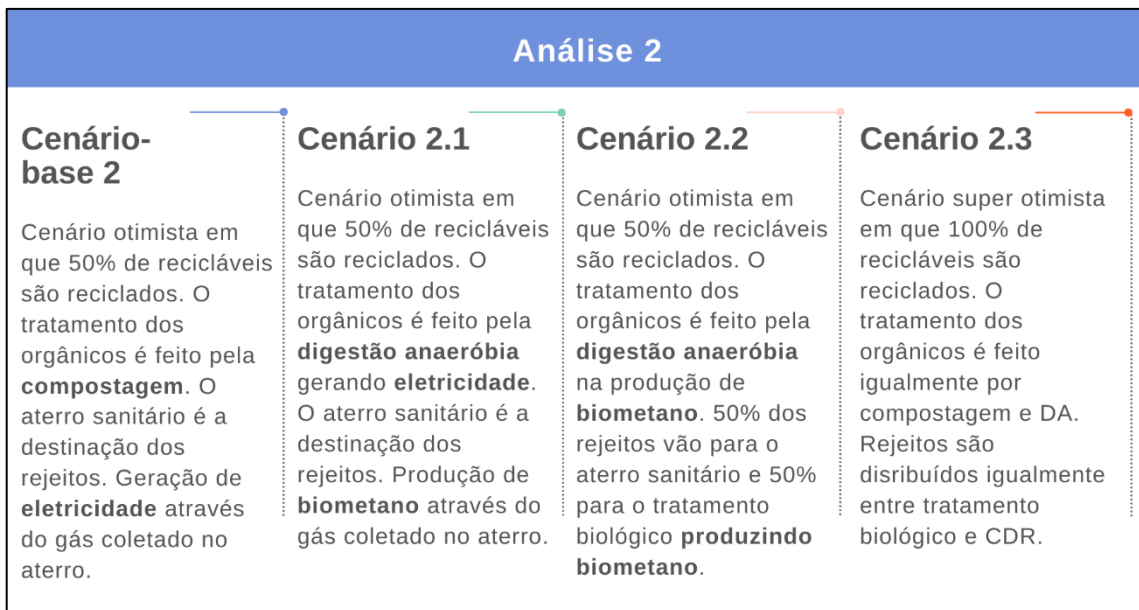 Análise 2
Cenário-
base 2
Cenário otimista em
que 50% de recicláveis
são reciclados. O
tratamento dos
orgânicos é feito pela
compostagem. O
aterro sanitário é a
destinação dos
rejeitos. Geração de
eletricidade através
do gás coletado no
aterro.
Cenário 2.1
Cenário otimista em
que 50% de recicláveis
são reciclados. O
tratamento dos
orgânicos é feito pela
digestão anaeróbia
gerando eletricidade.
O aterro sanitário é a
destinação dos
rejeitos. Produção de
biometano através do
gás coletado no aterro.
Cenário 2.2
Cenário otimista em
que 50% de recicláveis
são reciclados. O
tratamento dos
orgânicos é feito pela
digestão anaeróbia
na produção de
biometano. 50% dos
rejeitos vão para o
aterro sanitário e 50%
para o tratamento
biológico produzindo
biometano.
Cenário 2.3
Cenário super otimista
em que 100% de
recicláveis são
reciclados. O
tratamento dos
orgânicos é feito
igualmente por
compostagem e DA.
Rejeitos são
disribuídos igualmente
entre tratamento
biológico e CDR.